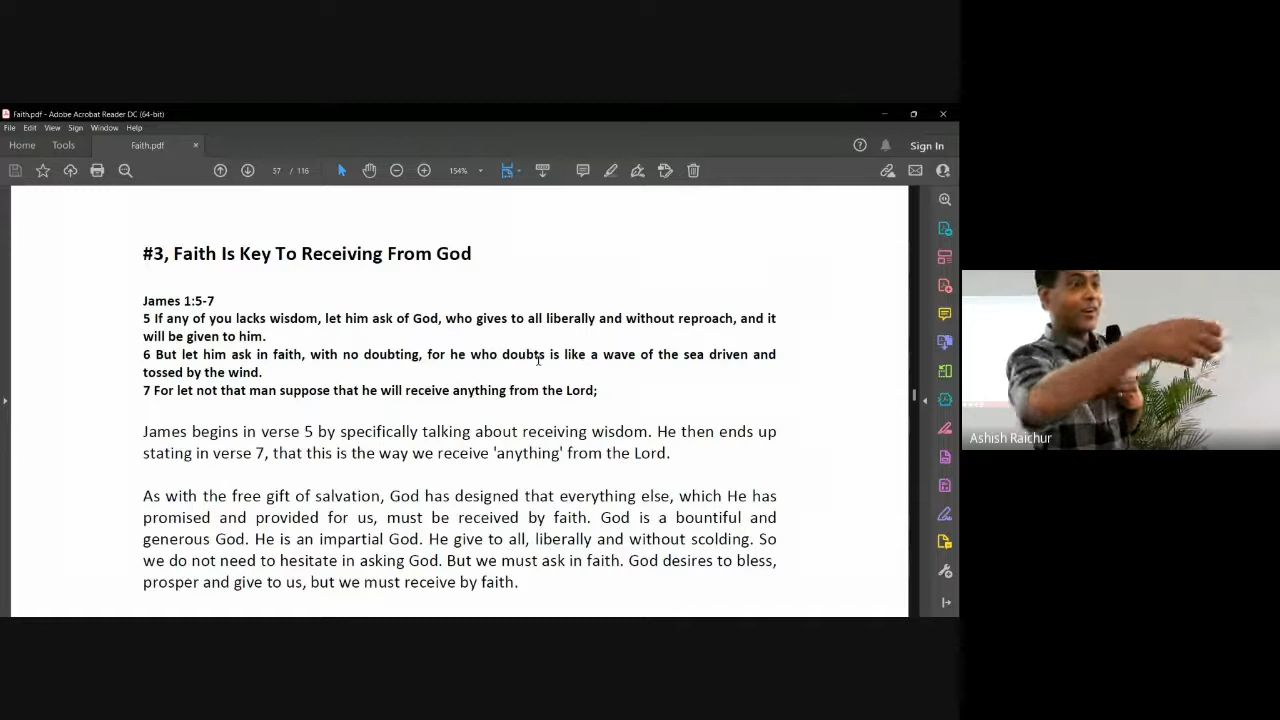 Faith.pdf - Adobe Acrobat Reader DC (64-bit)
File Edit View Sign Window Help
Home Tools Faith.pdf × Sign In
37 / 116 154%
#3, Faith Is Key To Receiving From God
James 1:5-7
5 If any of you lacks wisdom, let him ask of God, who gives to all liberally and without reproach, and it
will be given to him.
6 But let him ask in faith, with no doubting, for he who doubts is like a wave of the sea driven and
tossed by the wind.
7 For let not that man suppose that he will receive anything from the Lord;
James begins in verse 5 by specifically talking about receiving wisdom. He then ends up
stating in verse 7, that this is the way we receive 'anything' from the Lord.
As with the free gift of salvation, God has designed that everything else, which He has
promised and provided for us, must be received by faith. God is a bountiful and
generous God. He is an impartial God. He give to all, liberally and without scolding. So
we do not need to hesitate in asking God. But we must ask in faith. God desires to bless,
prosper and give to us, but we must receive by faith.
Ashish Raichur